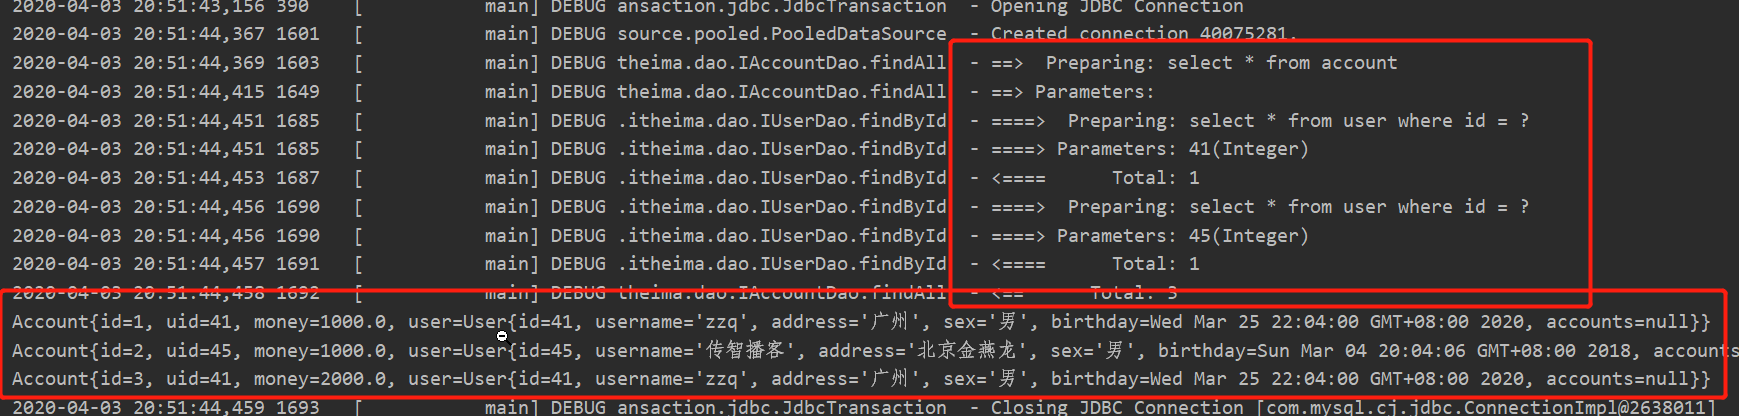 2020-04-03 20:51:43,156 390    [           main] DEBUG ansaction.jdbc.JdbcTransaction  - Opening JDBC Connection
2020-04-03 20:51:44,367 1601   [           main] DEBUG source.pooled.PooledDataSource  - Created connection 40075281.
2020-04-03 20:51:44,369 1603   [           main] DEBUG theima.dao.IAccountDao.findAll  - ==>  Preparing: select * from account
2020-04-03 20:51:44,415 1649   [           main] DEBUG theima.dao.IAccountDao.findAll  - ==> Parameters:
2020-04-03 20:51:44,451 1685   [           main] DEBUG .itheima.dao.IUserDao.findById  - ====>  Preparing: select * from user where id = ?
2020-04-03 20:51:44,451 1685   [           main] DEBUG .itheima.dao.IUserDao.findById  - ====> Parameters: 41(Integer)
2020-04-03 20:51:44,453 1687   [           main] DEBUG .itheima.dao.IUserDao.findById  - <====      Total: 1
2020-04-03 20:51:44,456 1690   [           main] DEBUG .itheima.dao.IUserDao.findById  - ====>  Preparing: select * from user where id = ?
2020-04-03 20:51:44,456 1690   [           main] DEBUG .itheima.dao.IUserDao.findById  - ====> Parameters: 45(Integer)
2020-04-03 20:51:44,457 1691   [           main] DEBUG .itheima.dao.IUserDao.findById  - <====      Total: 1
2020-04-03 20:51:44,458 1692   [           main] DEBUG theima.dao.IAccountDao.findAll  - <==      Total: 3
Account{id=1, uid=41, money=1000.0, user=User{id=41, username='zzq', address='广州', sex='男', birthday=Wed Mar 25 22:04:00 GMT+08:00 2020, accounts=null}}
Account{id=2, uid=45, money=1000.0, user=User{id=45, username='传智播客', address='北京金燕龙', sex='男', birthday=Sun Mar 04 20:04:06 GMT+08:00 2018, accounts
Account{id=3, uid=41, money=2000.0, user=User{id=41, username='zzq', address='广州', sex='男', birthday=Wed Mar 25 22:04:00 GMT+08:00 2020, accounts=null}}
2020-04-03 20:51:44,459 1693   [           main] DEBUG ansaction.jdbc.JdbcTransaction  - Closing JDBC Connection [com.mysql.cj.jdbc.ConnectionImpl@2638011]